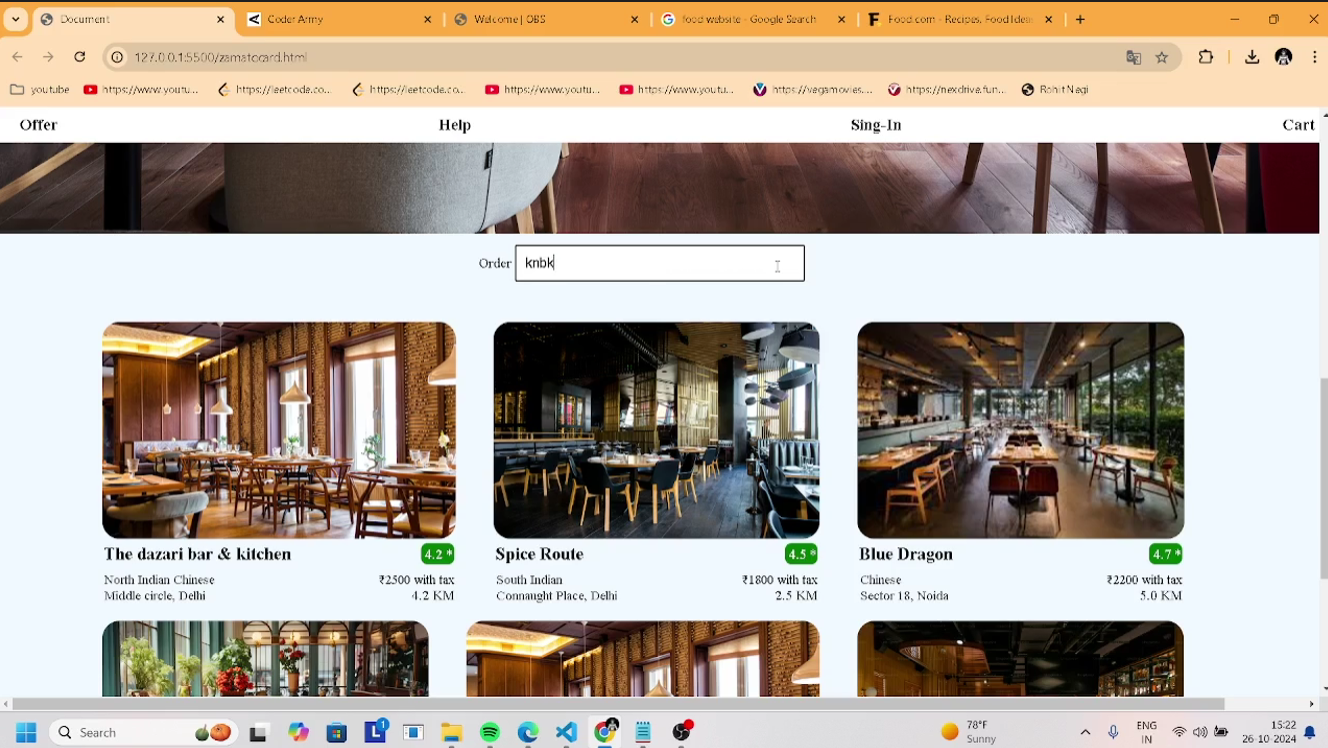 Document
Coder Army
Welcome | OBS
food website - Google Search
Food.com - Recipes, Food Ideas
127.0.0.1:5500/zamatocard.html
youtube
https://www.youtu...
https://leetcode.co...
https://leetcode.co...
https://www.youtu...
https://www.youtu...
https://vegamovies....
https://nexdrive.fun...
Rohit Negi
Offer
Help
Sing-In
Cart
Order knbk
The dazari bar & kitchen 4.2 *
North Indian Chinese ₹2500 with tax
Middle circle, Delhi 4.2 KM
Spice Route 4.5 *
South Indian ₹1800 with tax
Connaught Place, Delhi 2.5 KM
Blue Dragon 4.7 *
Chinese ₹2200 with tax
Sector 18, Noida 5.0 KM
Search
L 1
78°F
Sunny
ENG
IN
15:22
26-10-2024